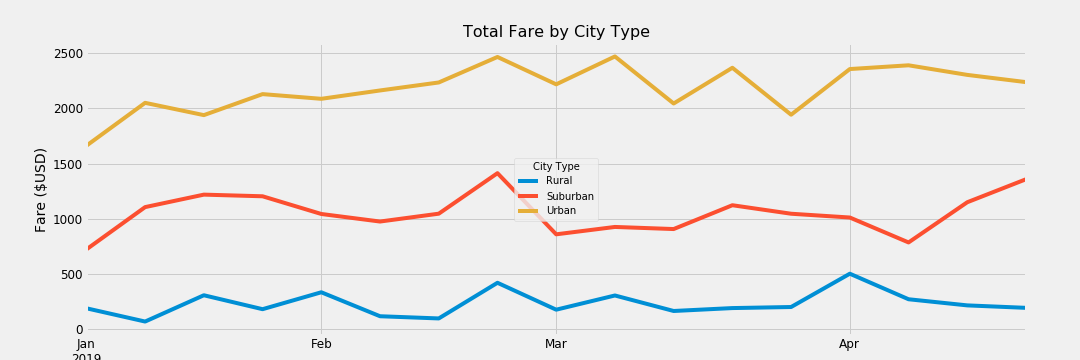 Total Fare by City Type
Fare ($USD)
2500
2000
1500
1000
500
0
City Type
Rural
Suburban
Urban
Jan
2019
Feb
Mar
Apr